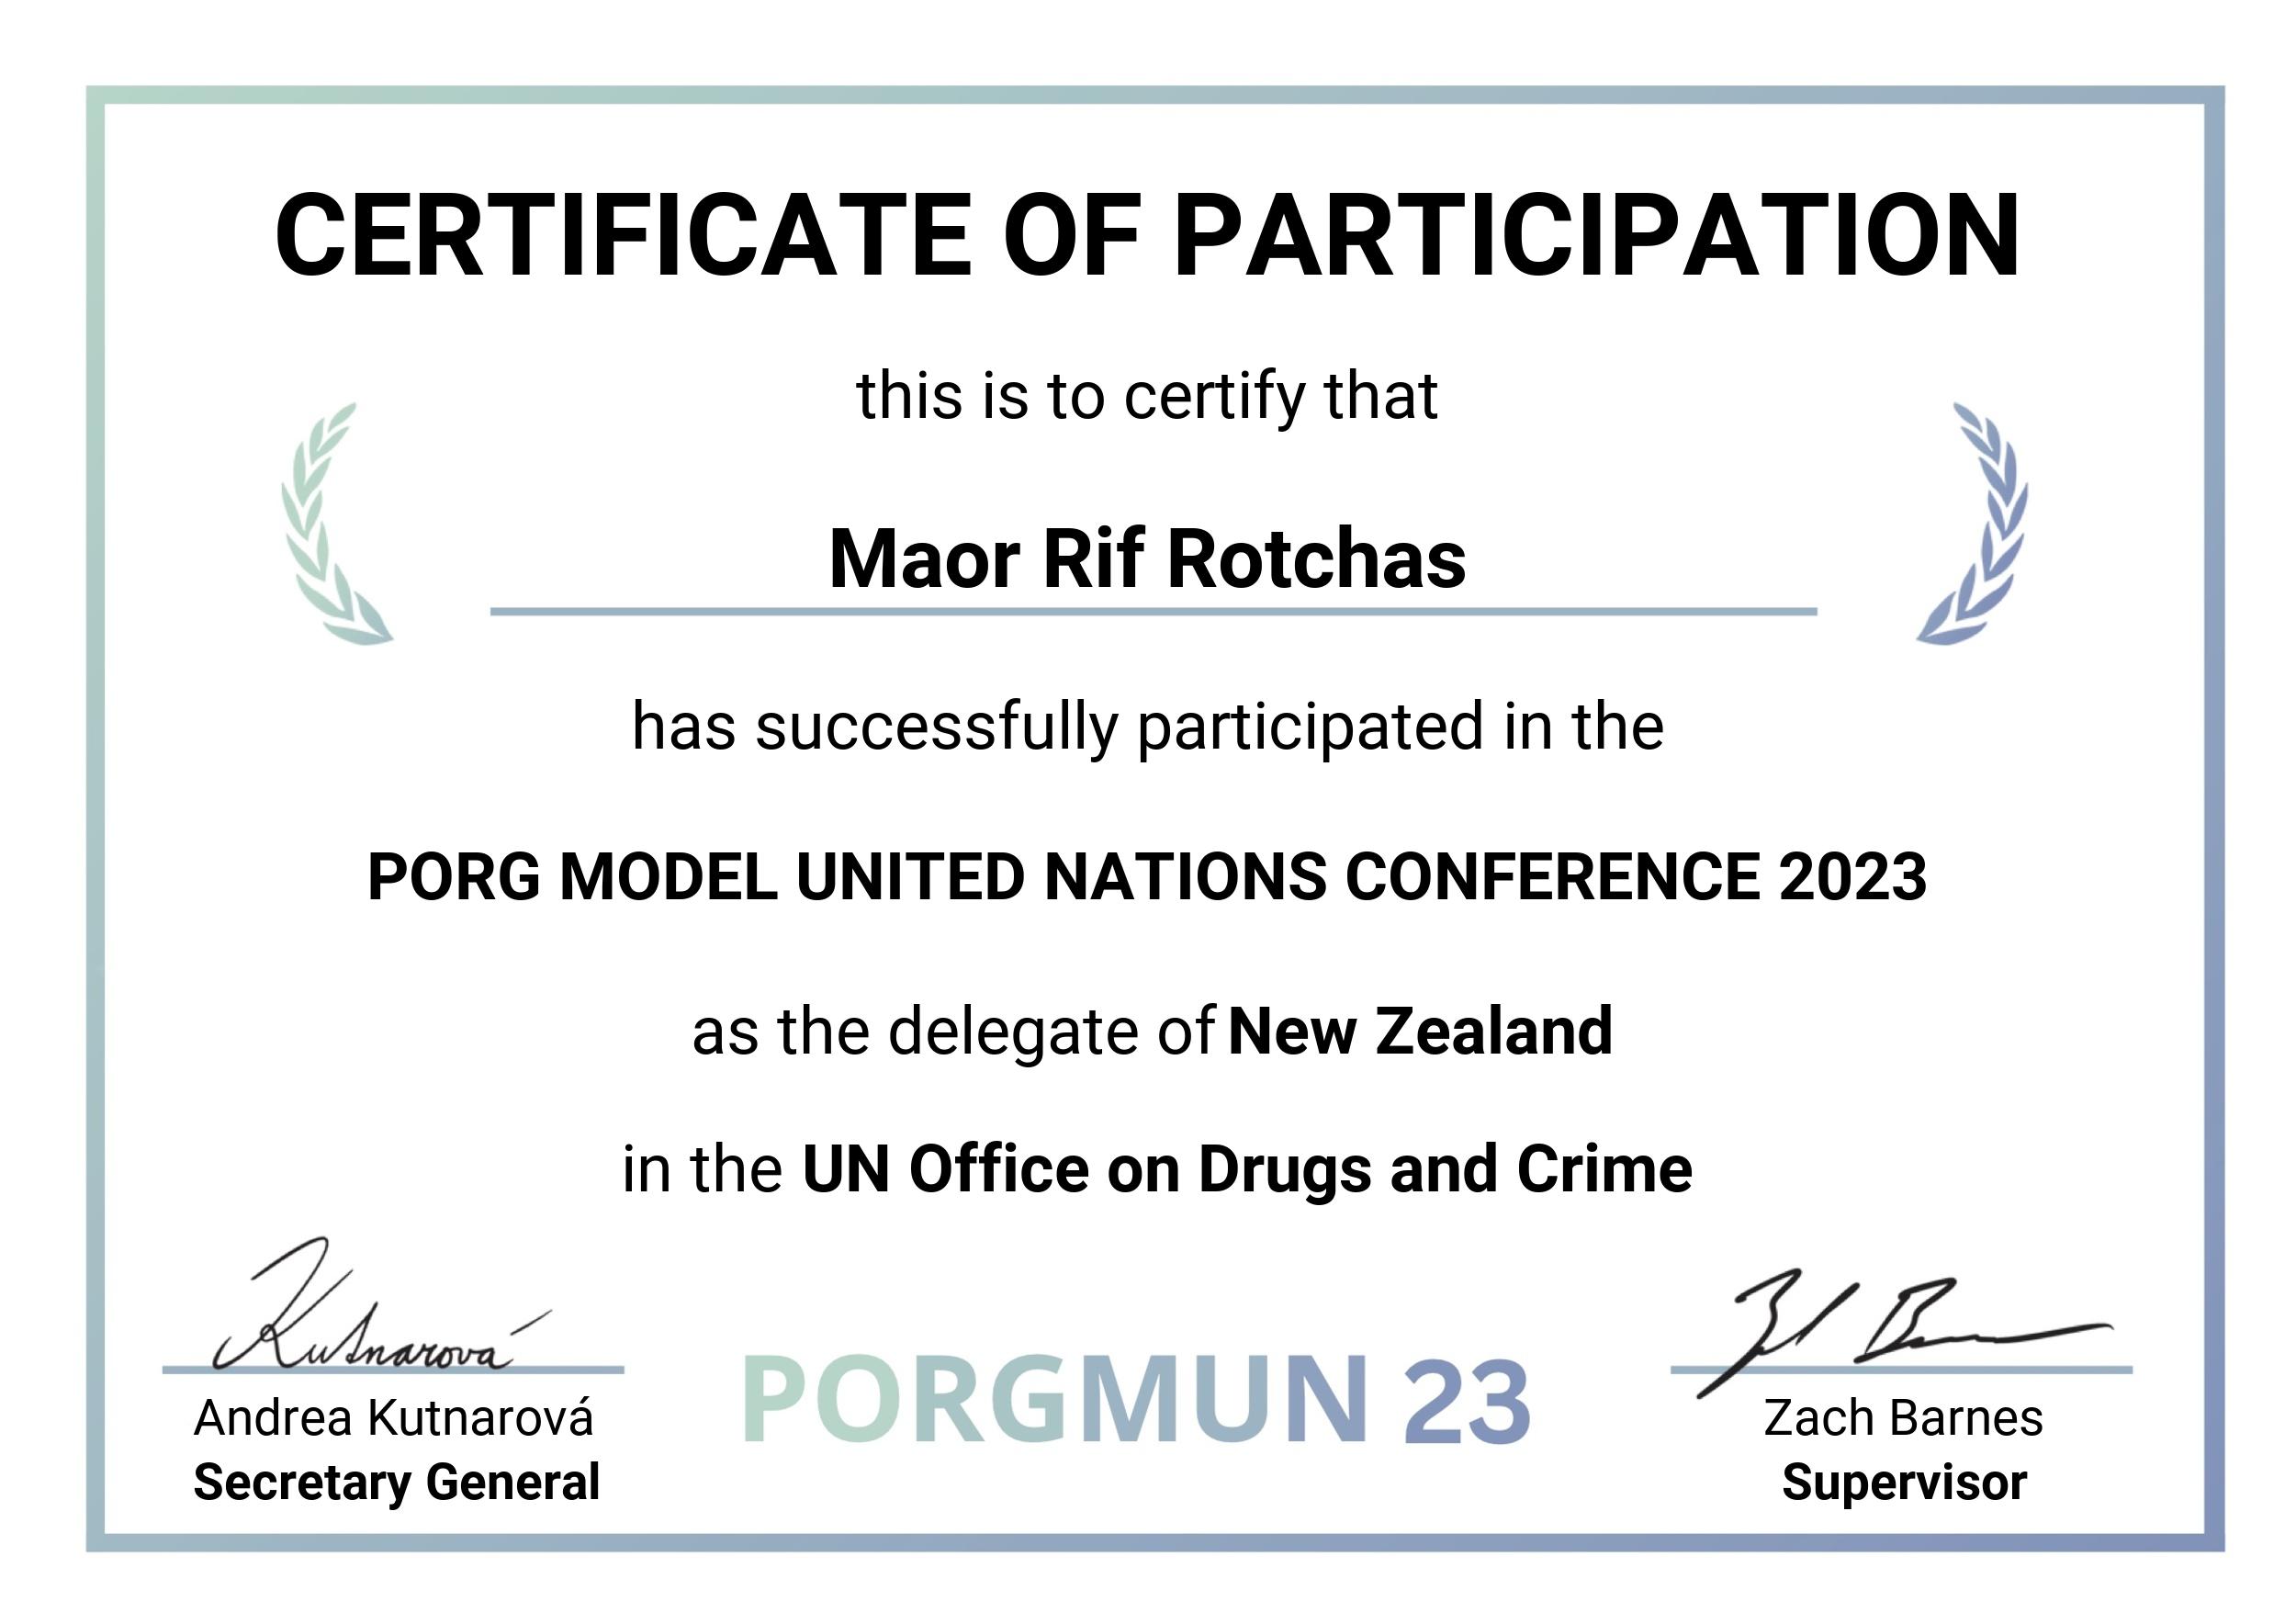 CERTIFICATE OF PARTICIPATION
this is to certify that
Maor Rif Rotchas
has successfully participated in the
PORG MODEL UNITED NATIONS CONFERENCE 2023
as the delegate of New Zealand
in the UN Office on Drugs and Crime
Kutnarová
Andrea Kutnarová
Secretary General
PORGMUN 23
Zach Barnes
Supervisor